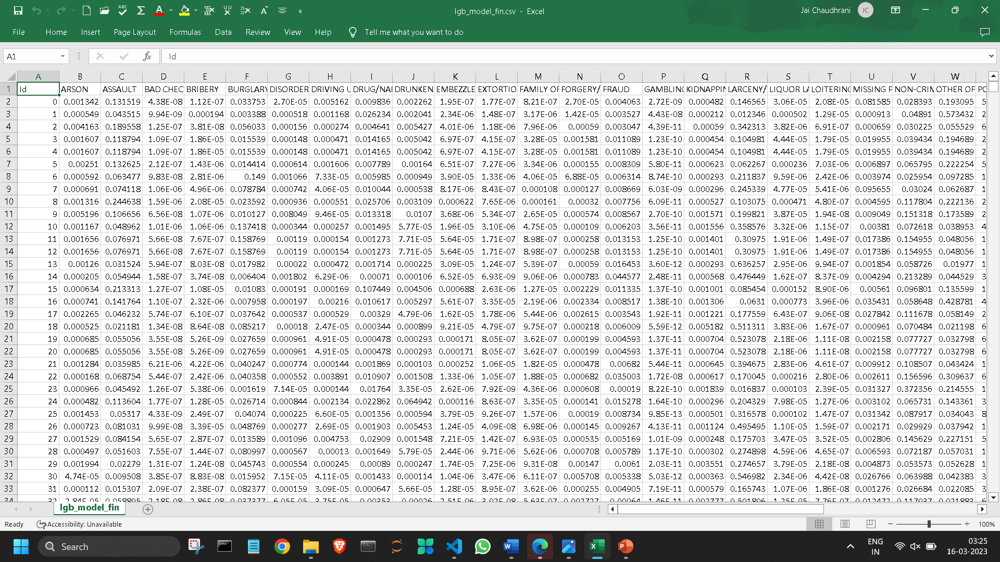 ABC
lgb_model_fin.csv - Excel
Jai Chaudhrani JC
File Home Insert Page Layout Formulas Data Review View Help Tell me what you want to do
A1 fx Id
A B C D E F G H I J K L M N O P Q R S T U V W
1 Id ARSON ASSAULT BAD CHEC BRIBERY BURGLARY DISORDER DRIVING U DRUG/NAI DRUNKEN EMBEZZLE EXTORTIO FAMILY OF FORGERY/ FRAUD GAMBLING KIDNAPPIN LARCENY/ LIQUOR LA LOITERING MISSING P NON-CRIM OTHER OF PC
2 0 0.001342 0.131519 4.38E-08 1.12E-07 0.033753 2.70E-05 0.005162 0.009836 0.002262 1.95E-07 1.77E-07 8.21E-07 2.70E-05 0.004063 2.72E-09 0.000482 0.146565 3.06E-05 2.08E-05 0.081585 0.028393 0.193095 5
3 1 0.000549 0.043515 9.94E-09 0.000194 0.003388 0.000518 0.001168 0.026234 0.002041 2.34E-06 1.48E-07 3.17E-06 1.42E-05 0.003527 4.43E-08 0.000212 0.012346 0.000502 1.29E-05 0.000913 0.04891 0.573432 2
4 2 0.004163 0.189558 1.25E-07 3.81E-08 0.056033 0.000156 0.000274 0.004641 0.005427 4.01E-06 1.18E-06 7.96E-06 0.00059 0.003047 4.39E-11 0.00059 0.342313 3.82E-06 6.91E-07 0.000659 0.030225 0.055529 6
5 3 0.001607 0.118794 1.09E-07 1.86E-05 0.015539 0.000148 0.000471 0.014165 0.005042 6.97E-07 4.15E-07 3.28E-05 0.001581 0.011089 1.23E-10 0.000454 0.104981 4.44E-05 1.79E-05 0.019955 0.039434 0.194689 2
6 4 0.001607 0.118794 1.09E-07 1.86E-05 0.015539 0.000148 0.000471 0.014165 0.005042 6.97E-07 4.15E-07 3.28E-05 0.001581 0.011089 1.23E-10 0.000454 0.104981 4.44E-05 1.79E-05 0.019955 0.039434 0.194689 2
7 5 0.00251 0.132625 2.12E-07 1.43E-06 0.014414 0.000614 0.001606 0.007789 0.00164 6.51E-07 7.27E-06 3.34E-06 0.000155 0.008309 5.80E-11 0.000623 0.062267 0.000236 7.03E-06 0.006897 0.065795 0.222254 5
8 6 0.000592 0.063477 9.83E-08 2.81E-06 0.149 0.001066 7.33E-05 0.005985 0.000949 3.90E-05 1.33E-06 4.06E-05 6.88E-05 0.006314 8.74E-10 0.000293 0.211837 9.59E-06 2.42E-06 0.003974 0.025954 0.097285 1
9 7 0.000691 0.074118 1.06E-06 4.96E-06 0.078784 0.000742 4.06E-05 0.010044 0.000538 8.17E-06 8.43E-07 0.000108 0.000127 0.008669 6.03E-09 0.000296 0.245339 4.77E-05 5.41E-06 0.095655 0.03024 0.062687 1
10 8 0.001316 0.244638 1.59E-06 2.08E-05 0.023592 0.000936 0.000551 0.025706 0.003109 0.000622 7.65E-06 0.000161 0.00032 0.007756 6.09E-11 0.000527 0.103075 0.000471 4.80E-07 0.004595 0.117804 0.222136 2
11 9 0.005196 0.106656 6.56E-08 1.07E-06 0.010127 0.008049 9.46E-05 0.013318 0.0107 3.68E-06 5.34E-07 2.65E-05 0.000574 0.008567 2.70E-10 0.001571 0.199821 3.87E-05 1.94E-08 0.009049 0.151318 0.173589 2
12 10 0.001167 0.048962 1.01E-06 1.06E-06 0.137418 0.000344 0.000257 0.001495 5.77E-05 1.96E-05 3.10E-06 4.75E-05 0.000109 0.006203 3.56E-11 0.001556 0.358576 3.32E-06 1.15E-07 0.00381 0.072618 0.038953 4
13 11 0.001656 0.076971 5.66E-08 7.67E-07 0.158769 0.00119 0.000154 0.001273 7.71E-05 5.64E-05 1.71E-07 8.98E-07 0.000258 0.013153 1.25E-10 0.001401 0.30975 1.91E-06 1.49E-07 0.017386 0.154955 0.048056 1
14 12 0.001656 0.076971 5.66E-08 7.67E-07 0.158769 0.00119 0.000154 0.001273 7.71E-05 5.64E-05 1.71E-07 8.98E-07 0.000258 0.013153 1.25E-10 0.001401 0.30975 1.91E-06 1.49E-07 0.017386 0.154955 0.048056 1
15 13 0.00126 0.031524 5.94E-07 8.03E-08 0.017982 0.00022 0.000472 0.001714 0.000225 3.09E-05 1.24E-07 5.39E-07 0.00059 0.016453 3.60E-12 0.000293 0.636257 2.95E-06 9.94E-07 0.001854 0.058726 0.01977 1
16 14 0.000205 0.054944 1.58E-07 3.74E-08 0.006404 0.001802 6.29E-06 0.00071 0.000106 6.52E-05 6.93E-09 9.06E-06 0.000783 0.044577 2.48E-11 0.000568 0.476449 1.62E-07 8.37E-09 0.004294 0.213289 0.044529 3
17 15 0.000634 0.213313 1.27E-07 1.08E-05 0.01083 0.000191 0.000169 0.107449 0.004506 0.000688 2.63E-06 1.27E-05 0.002229 0.011335 1.37E-10 0.001001 0.085454 0.000152 8.90E-06 0.00561 0.096801 0.135599 1
18 16 0.000741 0.141764 1.10E-07 2.32E-06 0.007958 0.000197 0.00216 0.010617 0.005297 5.61E-07 3.35E-05 2.19E-06 0.002334 0.008517 1.38E-10 0.001306 0.0631 0.000773 3.96E-06 0.035431 0.058648 0.428781 4
19 17 0.002265 0.046232 5.74E-07 6.10E-07 0.037642 0.000537 0.000529 0.00329 4.79E-06 1.62E-05 1.78E-06 5.44E-06 0.002615 0.003543 1.92E-11 0.001221 0.177559 6.43E-07 9.06E-08 0.027842 0.111678 0.058149 2
20 18 0.000525 0.021181 1.34E-08 8.64E-08 0.085217 0.00018 2.47E-05 0.000344 0.000899 9.21E-05 4.79E-07 9.75E-07 0.000218 0.006009 5.59E-12 0.005182 0.511311 3.83E-06 1.67E-07 0.000961 0.070484 0.021198 6
21 19 0.000685 0.055056 3.55E-08 5.26E-09 0.027659 0.000961 4.91E-05 0.000478 0.000293 0.000171 8.05E-07 3.62E-07 0.000199 0.004593 1.37E-11 0.000704 0.523078 2.18E-06 1.11E-08 0.002158 0.077727 0.032798 6
22 20 0.000685 0.055056 3.55E-08 5.26E-09 0.027659 0.000961 4.91E-05 0.000478 0.000293 0.000171 8.05E-07 3.62E-07 0.000199 0.004593 1.37E-11 0.000704 0.523078 2.18E-06 1.11E-08 0.002158 0.077727 0.032798 6
23 21 0.001284 0.035985 6.21E-06 4.22E-06 0.040247 0.000774 0.000144 0.001869 0.000103 0.000252 1.06E-05 1.82E-05 0.000478 0.00682 5.44E-11 0.000645 0.394675 2.83E-06 4.61E-07 0.009912 0.108507 0.043424 1
24 22 0.000168 0.068754 5.44E-07 2.42E-06 0.040358 0.000552 0.003891 0.010907 0.001508 1.33E-06 1.05E-07 1.88E-05 0.000682 0.035003 1.72E-08 0.000617 0.170045 0.000216 2.80E-06 0.002611 0.156596 0.309637 6
25 23 0.000966 0.045492 1.26E-07 5.38E-06 0.001619 7.14E-05 0.000144 0.01764 3.35E-05 2.62E-06 7.92E-09 4.36E-06 0.000608 0.00019 8.22E-10 0.001839 0.016837 0.000103 2.39E-05 0.031327 0.372356 0.214555 1
26 24 0.000482 0.113604 1.77E-07 1.28E-05 0.026714 0.000844 0.002134 0.022862 0.064942 0.000116 8.63E-07 3.35E-05 0.000141 0.015278 1.64E-10 0.000296 0.204329 7.98E-05 1.27E-06 0.003102 0.065731 0.143361 3
27 25 0.001453 0.05317 4.33E-09 2.49E-07 0.04074 0.000225 6.60E-05 0.001356 0.000594 3.79E-05 9.26E-07 1.57E-06 0.00019 0.008734 9.85E-13 0.000501 0.316578 0.000102 1.47E-07 0.031342 0.087917 0.034043 8
28 26 0.000723 0.081031 9.99E-08 3.39E-05 0.048769 0.000277 2.69E-05 0.001903 0.005453 1.24E-05 4.09E-08 6.98E-06 0.000145 0.009267 4.13E-11 0.001124 0.495495 1.10E-05 1.59E-07 0.002171 0.029929 0.037942 1
29 27 0.001529 0.084154 5.65E-07 2.87E-07 0.013589 0.001096 0.004753 0.02909 0.001548 7.21E-05 1.42E-07 6.93E-05 0.000535 0.005169 1.01E-09 0.000248 0.175703 3.47E-05 3.52E-05 0.002806 0.145629 0.227151 5
30 28 0.000497 0.051603 7.55E-07 1.44E-07 0.080997 0.000567 0.00013 0.001649 5.79E-05 2.44E-06 9.71E-06 5.62E-06 0.000708 0.005789 1.17E-10 0.000302 0.274898 4.59E-06 4.65E-07 0.006593 0.072187 0.057031 1
31 29 0.001994 0.02279 1.31E-07 1.24E-08 0.045743 0.000554 0.000245 0.00089 0.000247 1.74E-05 7.25E-06 9.31E-08 0.00147 0.0061 2.03E-11 0.003551 0.274657 3.79E-05 2.18E-08 0.004873 0.053573 0.052628 1
32 30 4.74E-05 0.009508 3.85E-07 8.83E-08 0.015952 7.15E-05 4.11E-05 0.001433 0.000114 1.04E-06 3.47E-06 6.11E-07 0.005708 0.005338 5.03E-12 0.000363 0.546982 2.34E-06 4.42E-08 0.026766 0.063988 0.042383 3
33 31 0.000112 0.015307 2.09E-07 2.38E-07 0.082377 0.000159 3.09E-05 0.000647 5.66E-05 1.28E-05 8.95E-07 3.62E-06 0.000255 0.004905 7.19E-11 0.000579 0.165743 1.07E-06 1.86E-08 0.001276 0.026684 0.022085 3
lgb_model_fin
Ready Accessibility: Unavailable 100%
Search
ENG
IN
03:25
16-03-2023